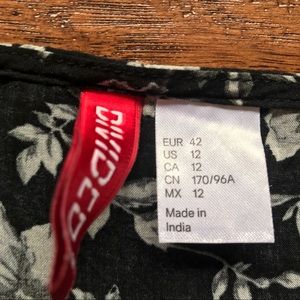 DIVIDED
EUR 42
US 12
CA 12
CN 170/96A
MX 12
Made in
India